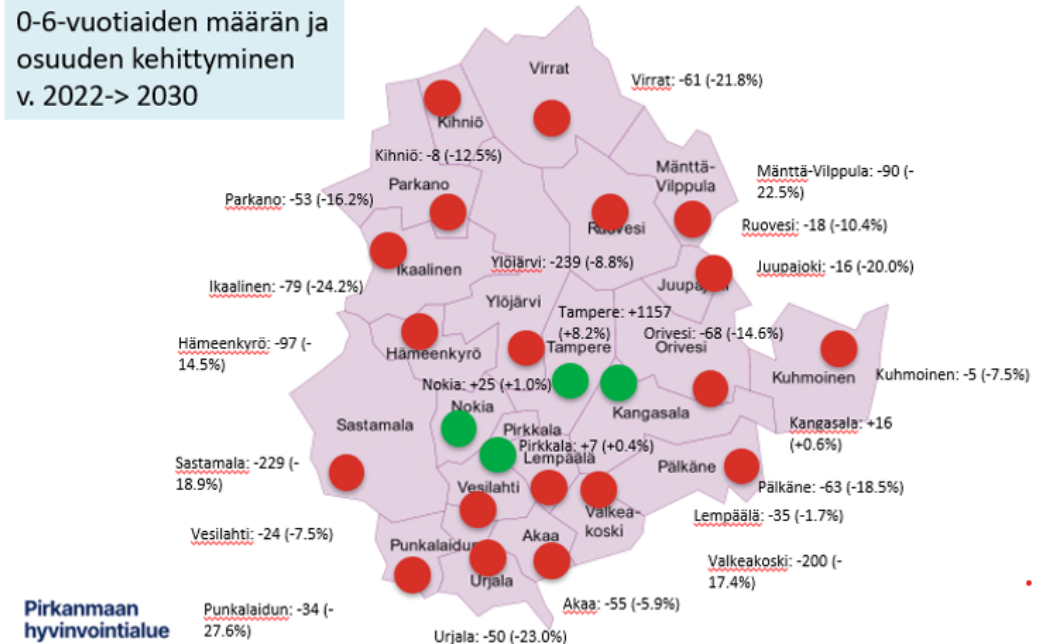 0-6-vuotiaiden määrän ja
osuuden kehittyminen
v. 2022-> 2030
Virrat
Virrat: -61 (-21.8%)
Kihniö
Kihniö: -8 (-12.5%)
Mänttä-
Vilppula
Mänttä-Vilppula: -90 (-
22.5%)
Parkano
Parkano: -53 (-16.2%)
Ruovesi
Ruovesi: -18 (-10.4%)
Ikaalinen
Ylöjärvi: -239 (-8.8%)
Juupajoki: -16 (-20.0%)
Ikaalinen: -79 (-24.2%)
Ylöjärvi
Tampere: +1157
(+8.2%)
Orivesi: -68 (-14.6%)
Orivesi
Hämeenkyrö: -97 (-
14.5%)
Hämeenkyrö
Tampere
Kuhmoinen
Kuhmoinen: -5 (-7.5%)
Nokia: +25 (+1.0%)
Nokia
Kangasala
Kangasala: +16
(+0.6%)
Sastamala
Pirkkala
Pirkkala: +7 (+0.4%)
Lempäälä
Pälkäne
Sastamala: -229 (-
18.9%)
Pälkäne: -63 (-18.5%)
Vesilahti
Valkea-
koski
Lempäälä: -35 (-1.7%)
Vesilahti: -24 (-7.5%)
Punkalaidun
Akaa
Urjala
Valkeakoski: -200 (-
17.4%)
Pirkanmaan
hyvinvointialue
Punkalaidun: -34 (-
27.6%)
Akaa: -55 (-5.9%)
Urjala: -50 (-23.0%)